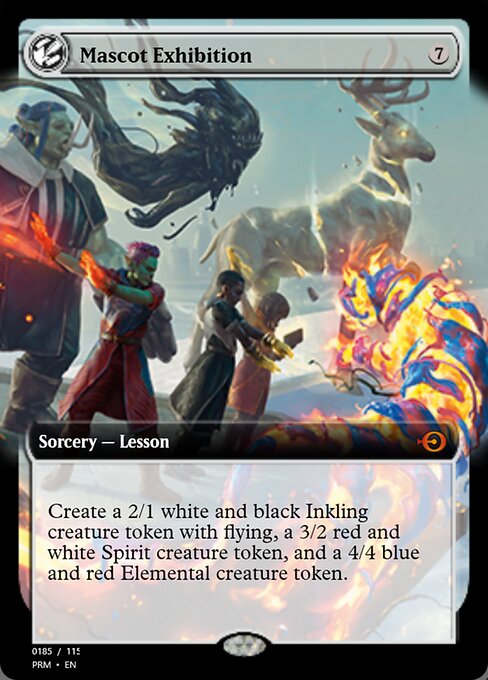 Mascot Exhibition 7
Sorcery — Lesson
Create a 2/1 white and black Inkling
creature token with flying, a 3/2 red and
white Spirit creature token, and a 4/4 blue
and red Elemental creature token.
0185 / 115
PRM • EN